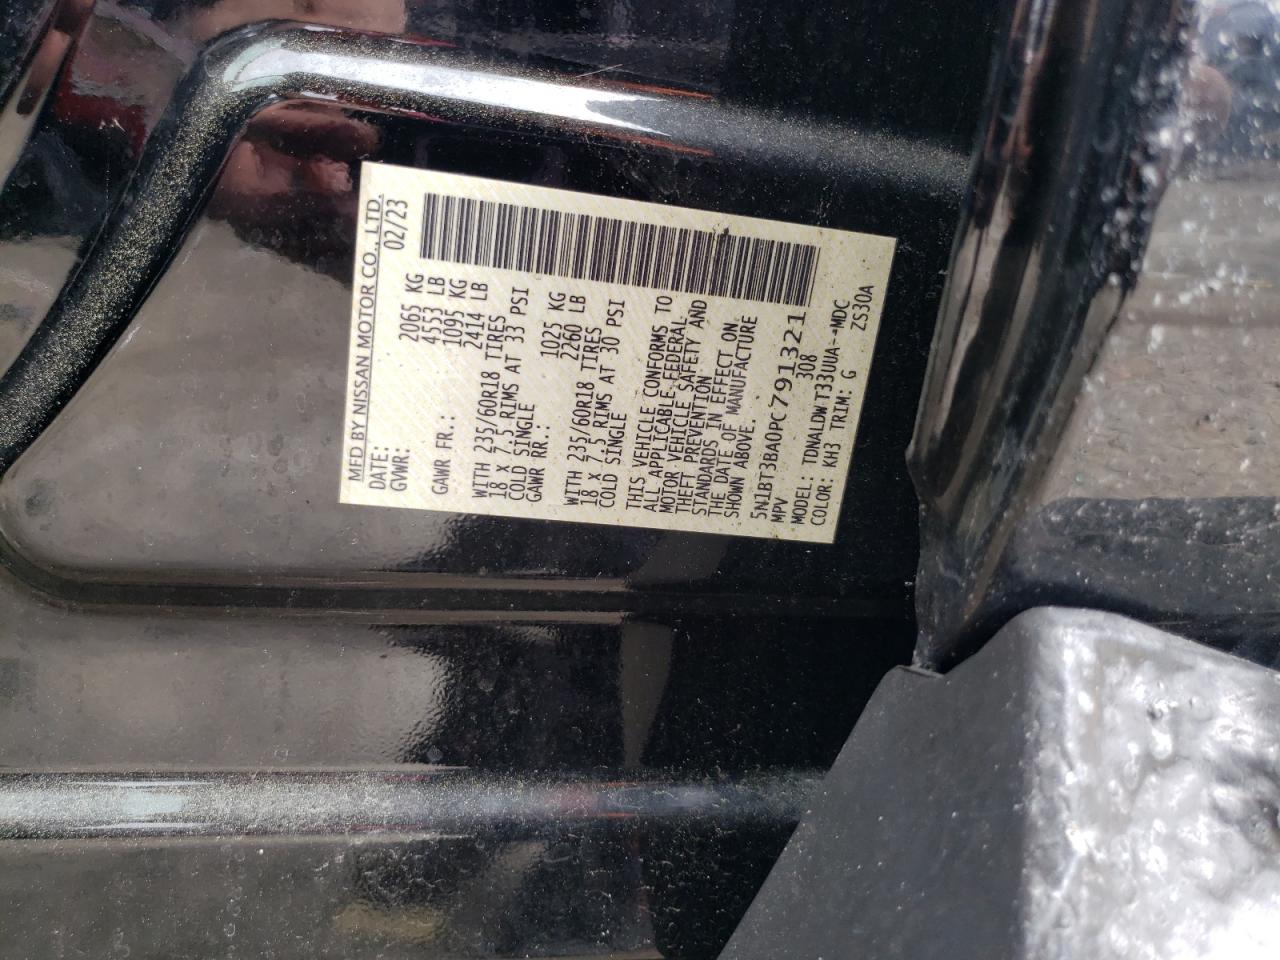 MFD BY NISSAN MOTOR CO., LTD.
DATE: 02/23
GVWR: 2065 KG
4553 LB
GAWR FR.: 1095 KG
2414 LB
WITH 235/60R18 TIRES
18 X 7.5 RIMS AT 33 PSI
COLD SINGLE
GAWR RR.: 1025 KG
2260 LB
WITH 235/60R18 TIRES
18 X 7.5 RIMS AT 30 PSI
COLD SINGLE
THIS VEHICLE CONFORMS TO
ALL APPLICABLE FEDERAL
MOTOR VEHICLE SAFETY AND
THEFT PREVENTION
STANDARDS IN EFFECT ON
THE DATE OF MANUFACTURE
SHOWN ABOVE.
5N1BT3BA0PC791321
MPV 308
MODEL: TDNALDWT33UUA--MDC
COLOR: KH3 TRIM: G ZS30A